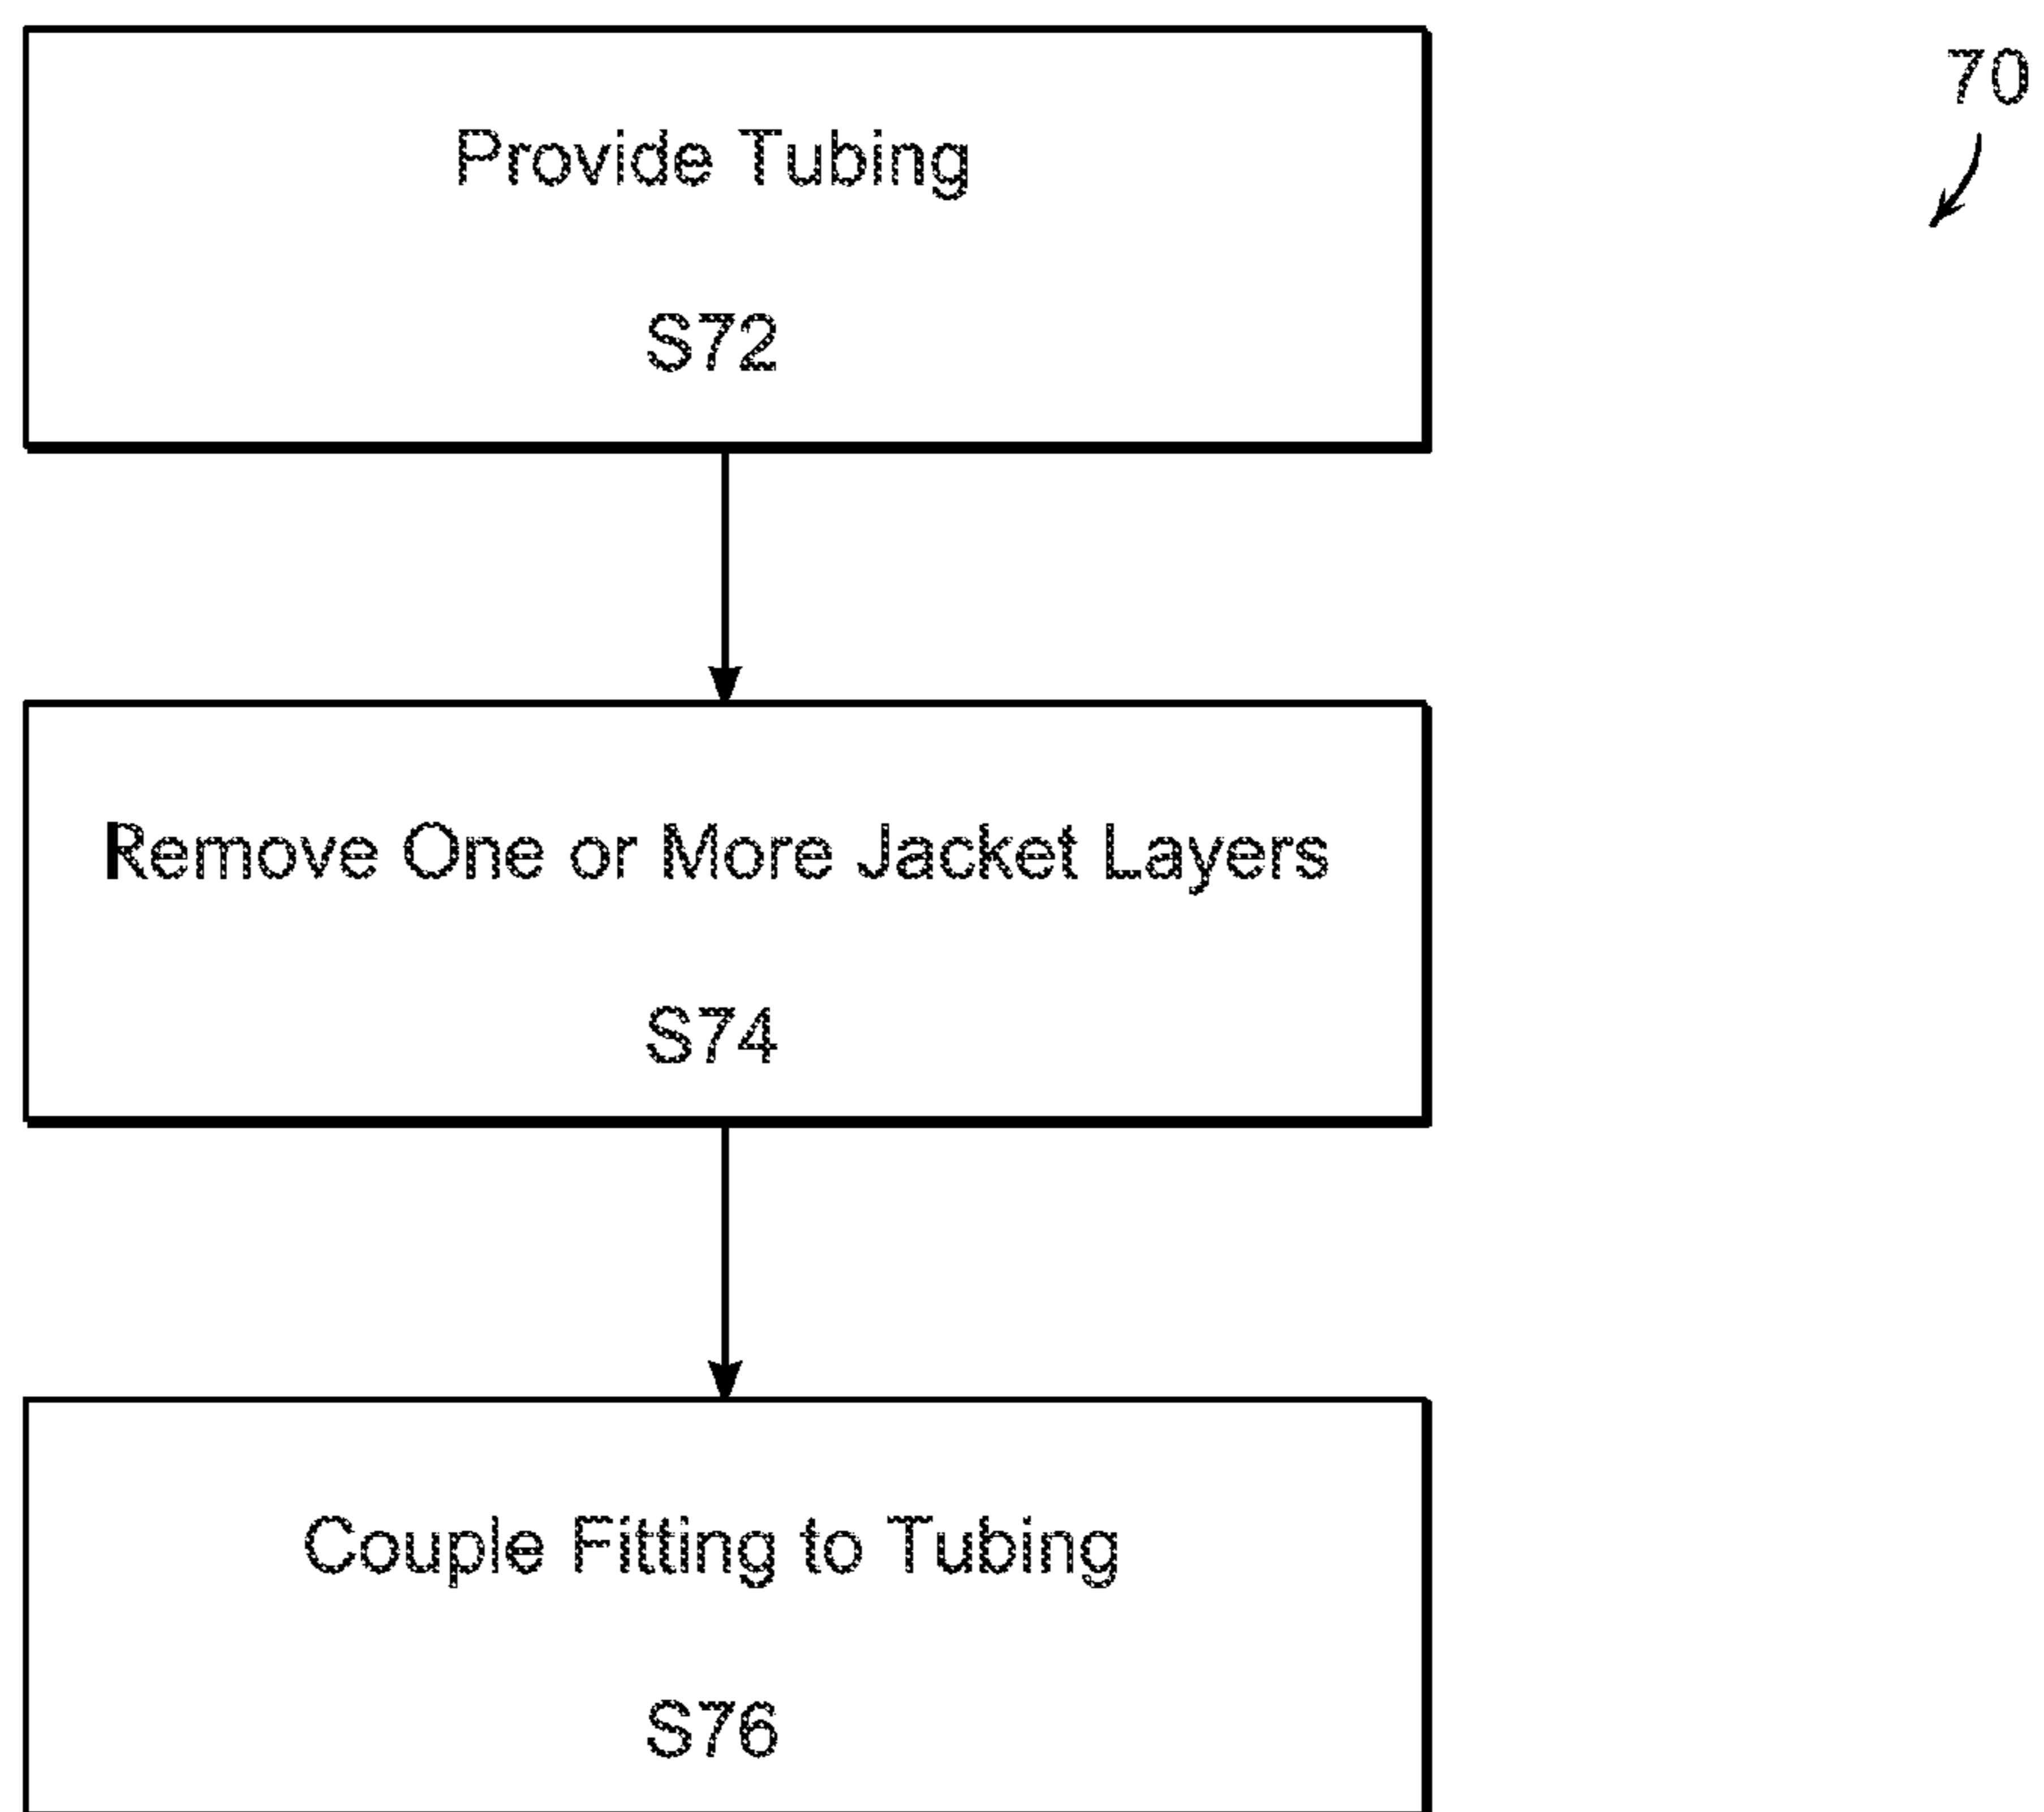 70
Provide Tubing
S72
Remove One or More Jacket Layers
S74
Couple Fitting to Tubing
S76